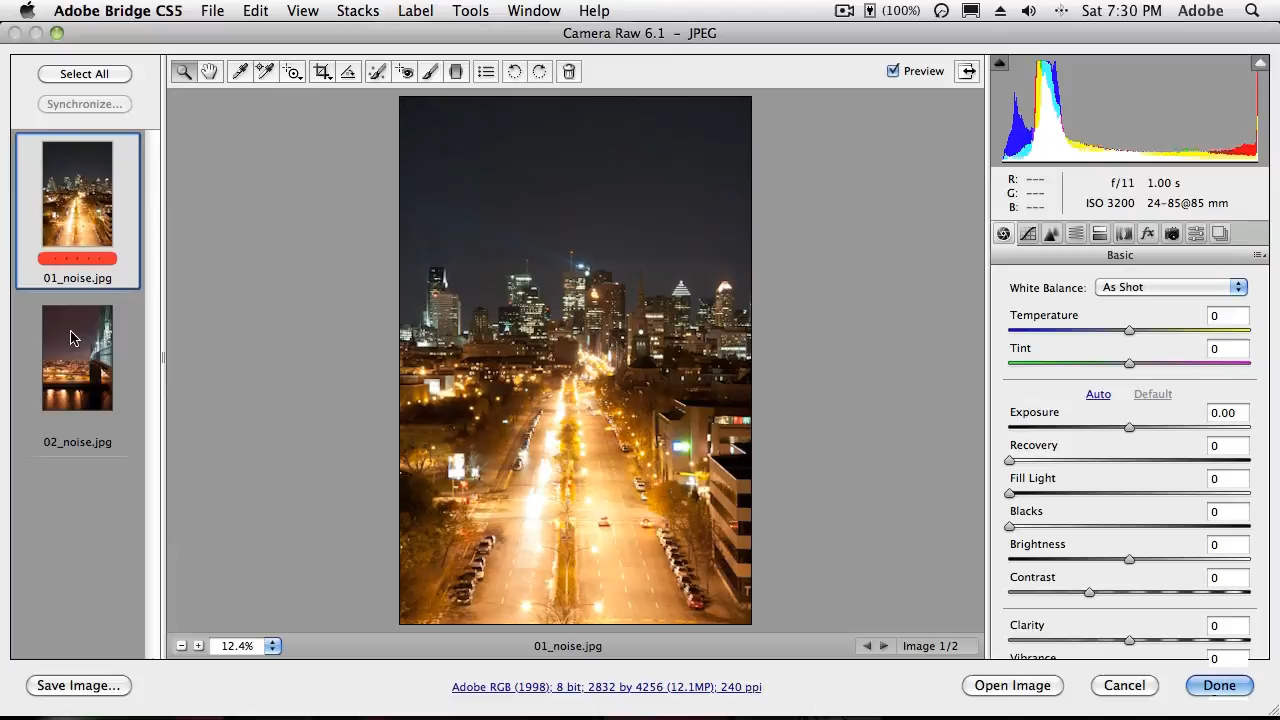 Adobe Bridge CS5 File Edit View Stacks Label Tools Window Help (100%) Sat 7:30 PM Adobe
Camera Raw 6.1 - JPEG
Select All
Synchronize...
01_noise.jpg
02_noise.jpg
Preview
R: ---
G: ---
B: ---
f/11 1.00 s
ISO 3200 24-85@85 mm
fx
Basic
White Balance: As Shot
Temperature 0
Tint 0
Auto Default
Exposure 0.00
Recovery 0
Fill Light 0
Blacks 0
Brightness 0
Contrast 0
Clarity 0
Vibrance 0
12.4% 01_noise.jpg Image 1/2
Save Image... Adobe RGB (1998); 8 bit; 2832 by 4256 (12.1MP); 240 ppi Open Image Cancel Done